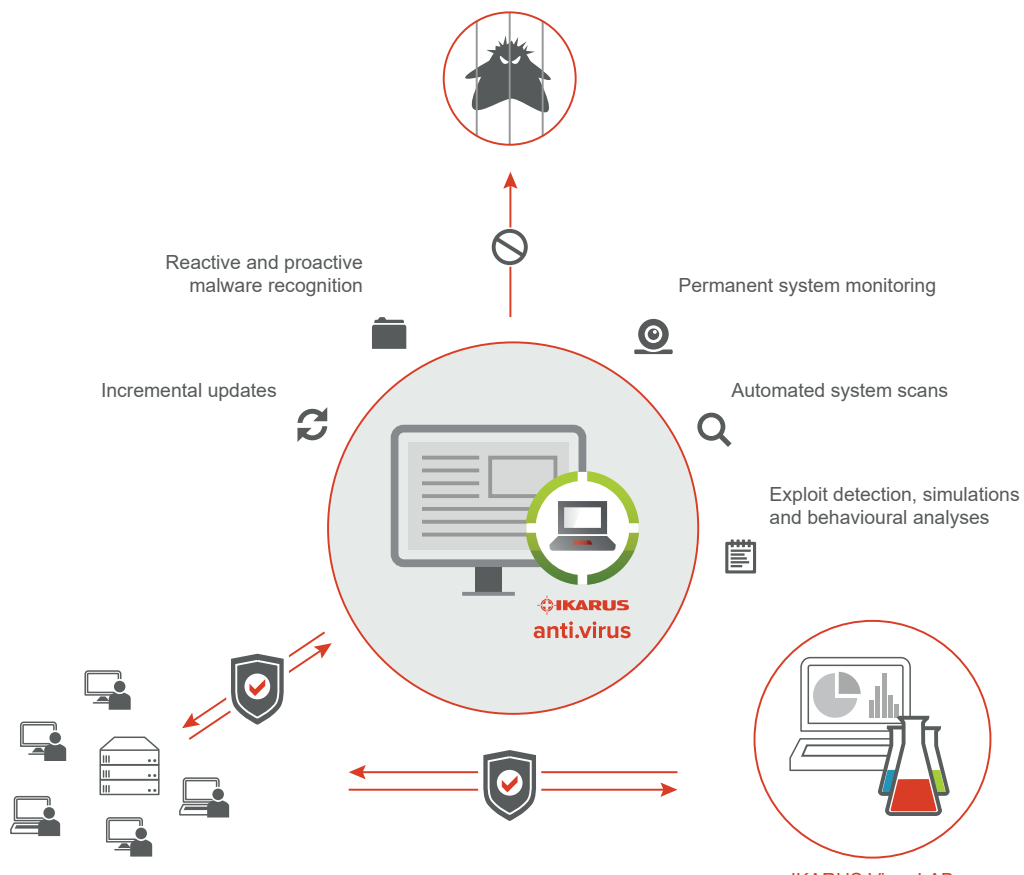 Reactive and proactive
malware recognition
Permanent system monitoring
Incremental updates
Automated system scans
Exploit detection, simulations
and behavioural analyses
IKARUS
anti.virus